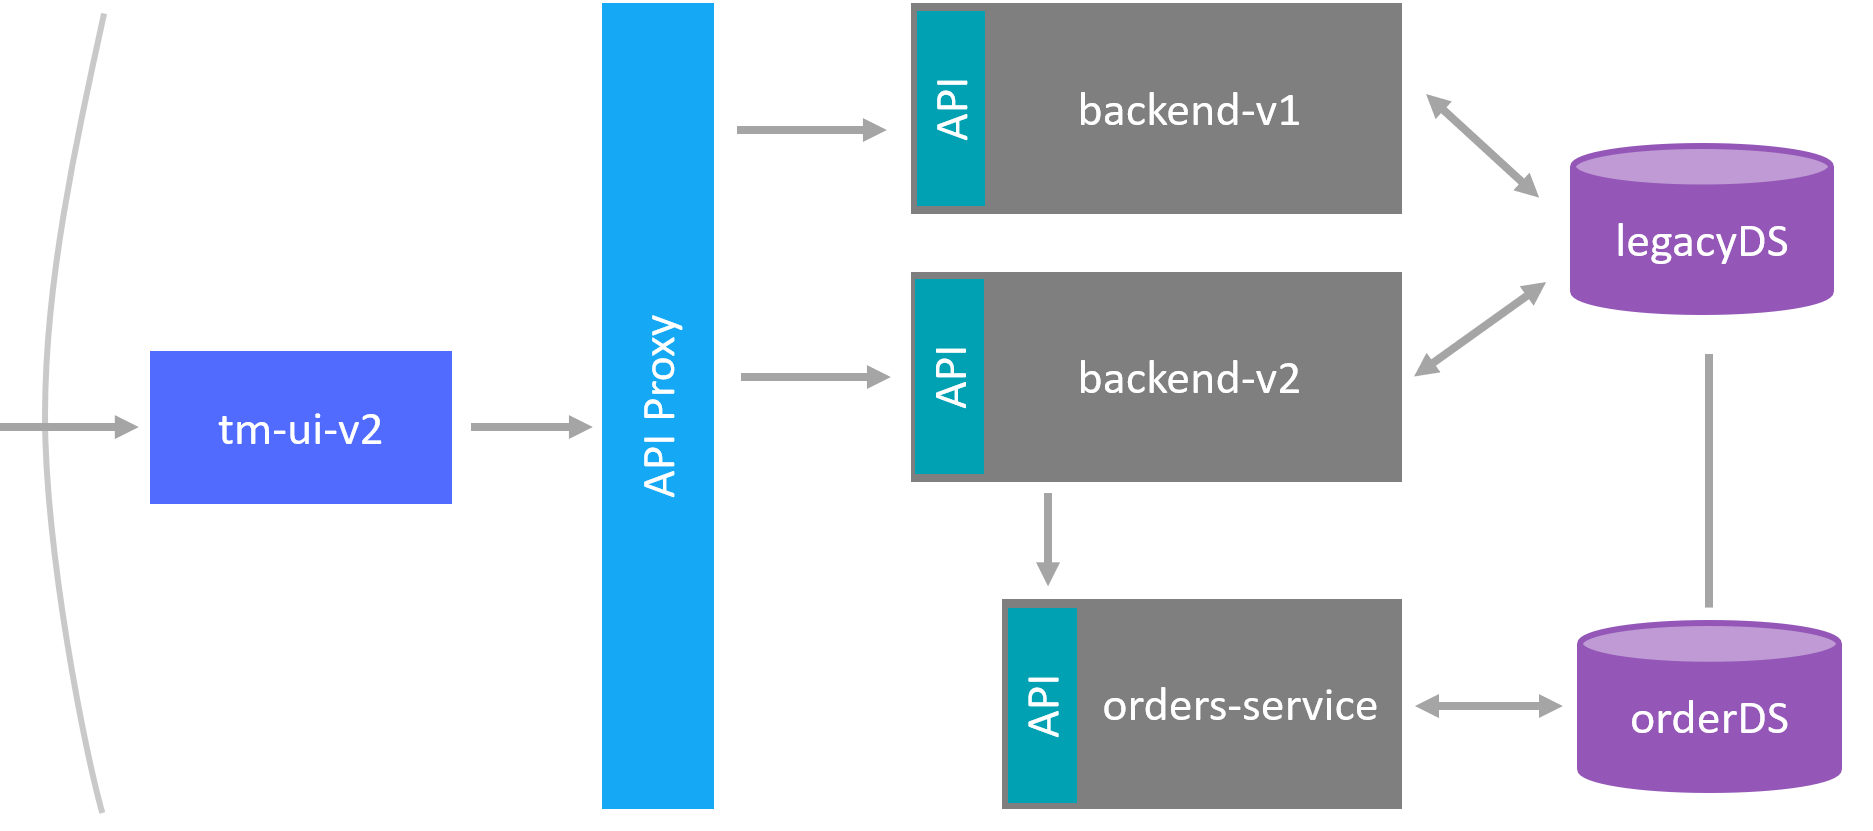 tm-ui-v2
API Proxy
API
backend-v1
API
backend-v2
API
orders-service
legacyDS
orderDS